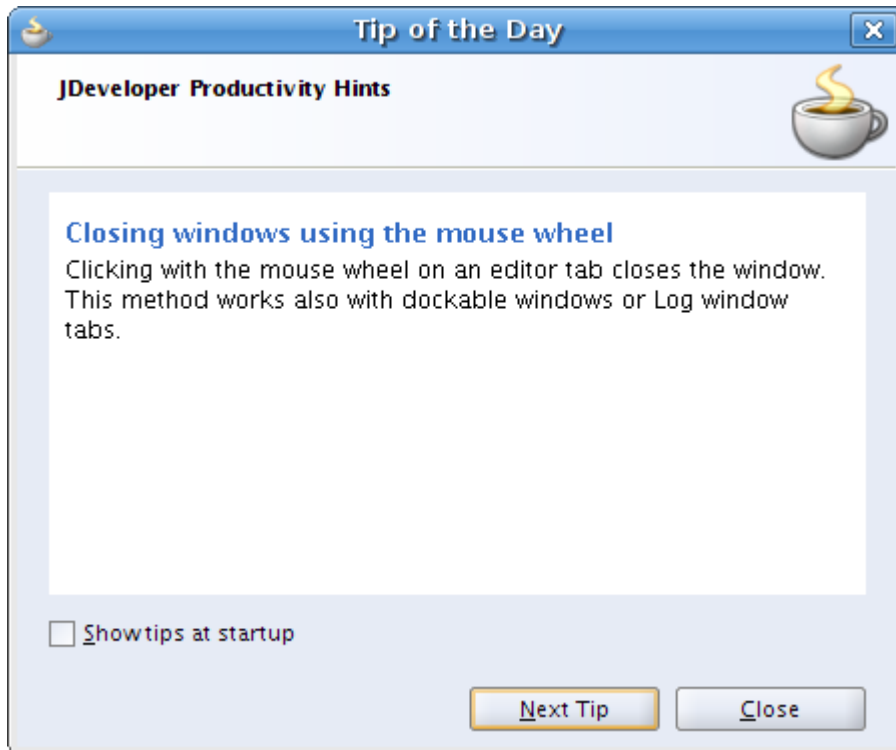 Tip of the Day
JDeveloper Productivity Hints
Closing windows using the mouse wheel
Clicking with the mouse wheel on an editor tab closes the window.
This method works also with dockable windows or Log window
tabs.
Show tips at startup
Next Tip
Close